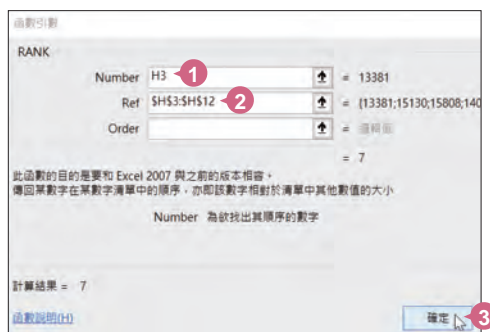 函數引數
RANK
Number H3 1 = 13381
Ref $H$3:$H$12 2 = {13381;15130;15808;140
Order = 邏輯值
= 7
此函數的目的是要和 Excel 2007 與之前的版本相容。
傳回某數字在某數字清單中的順序，亦即該數字相對於清單中其他數值的大小
Number 為欲找出其順序的數字
計算結果 = 7
函數說明(H)
確定 3